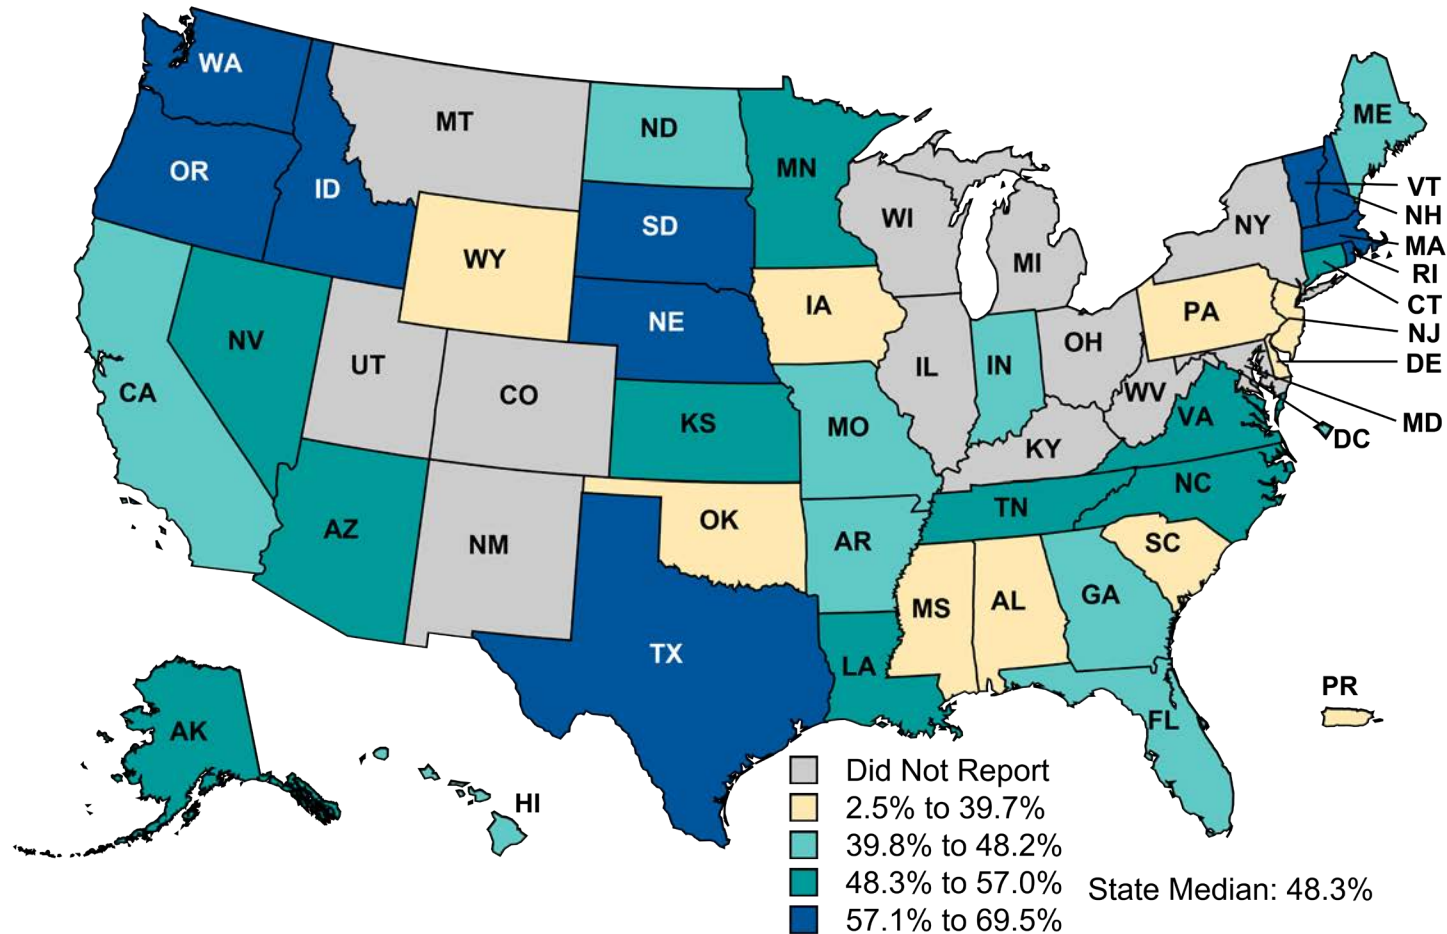 WA
MT
ND
ME
MN
OR
ID
VT
NH
WI
SD
NY
MA
MI
WY
RI
IA
CT
PA
NE
NJ
NV
OH
DE
UT
IL
IN
CA
CO
WV
MD
KS
VA
MO
DC
KY
NC
TN
OK
AZ
AR
SC
NM
GA
AL
MS
TX
LA
PR
FL
AK
HI
Did Not Report
2.5% to 39.7%
39.8% to 48.2%
48.3% to 57.0%
State Median: 48.3%
57.1% to 69.5%